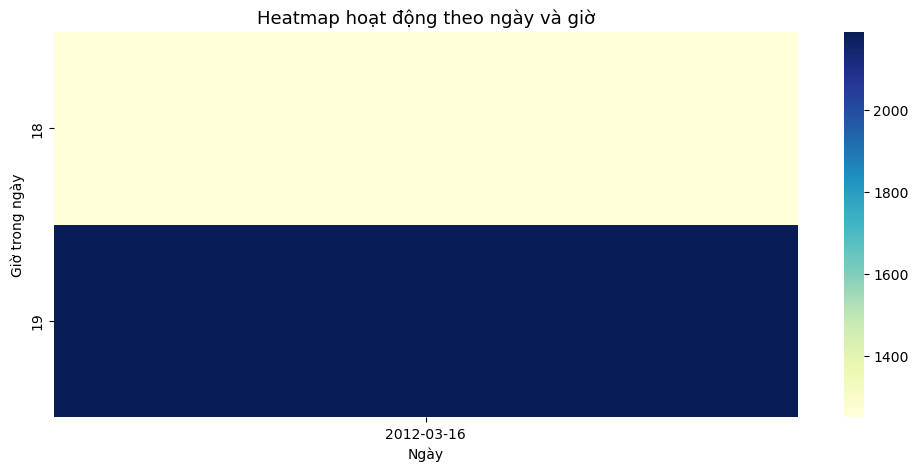 Heatmap hoạt động theo ngày và giờ
Giờ trong ngày
18
19
2012-03-16
Ngày
2000
1800
1600
1400